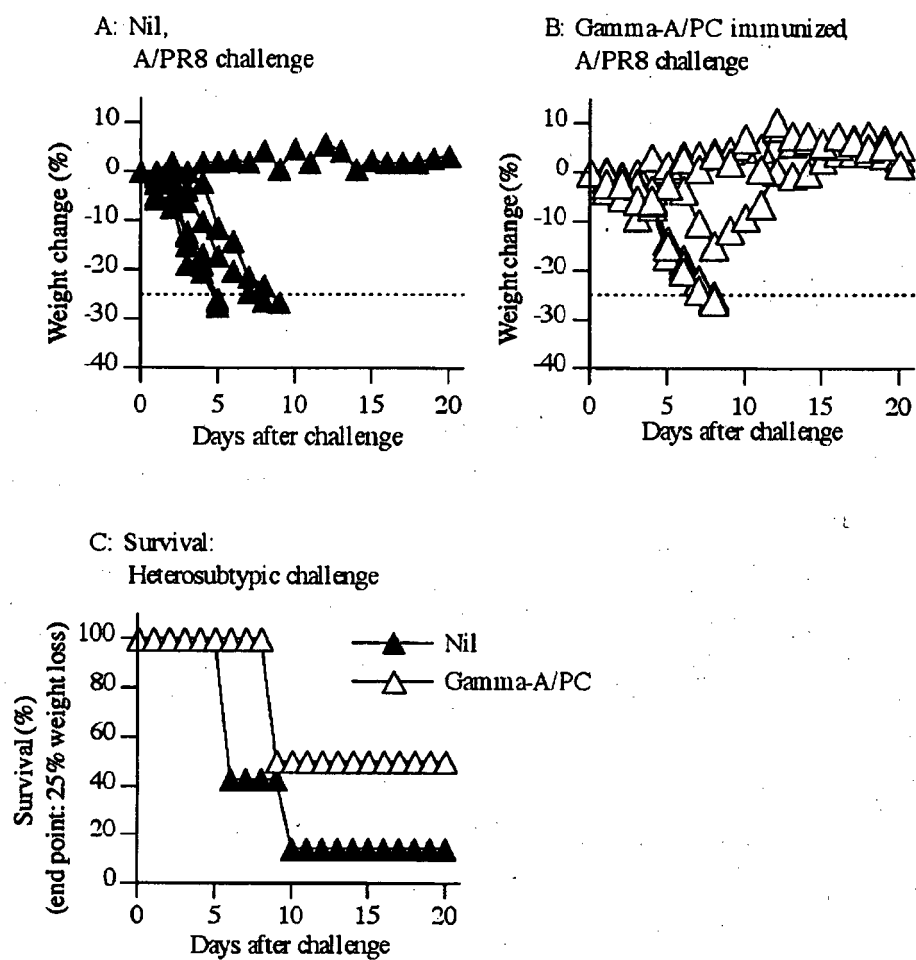 A: Nil,
A/PR8 challenge
10
0
-10
-20
-30
-40
Weight change (%)
0 5 10 15 20
Days after challenge
B: Gamma-A/PC immunized,
A/PR8 challenge
10
0
-10
-20
-30
-40
Weight change (%)
0 5 10 15 20
Days after challenge
C: Survival:
Heterosubtypic challenge
100
80
60
40
20
0
Survival (%)
(end point: 25% weight loss)
Nil
Gamma-A/PC
0 5 10 15 20
Days after challenge